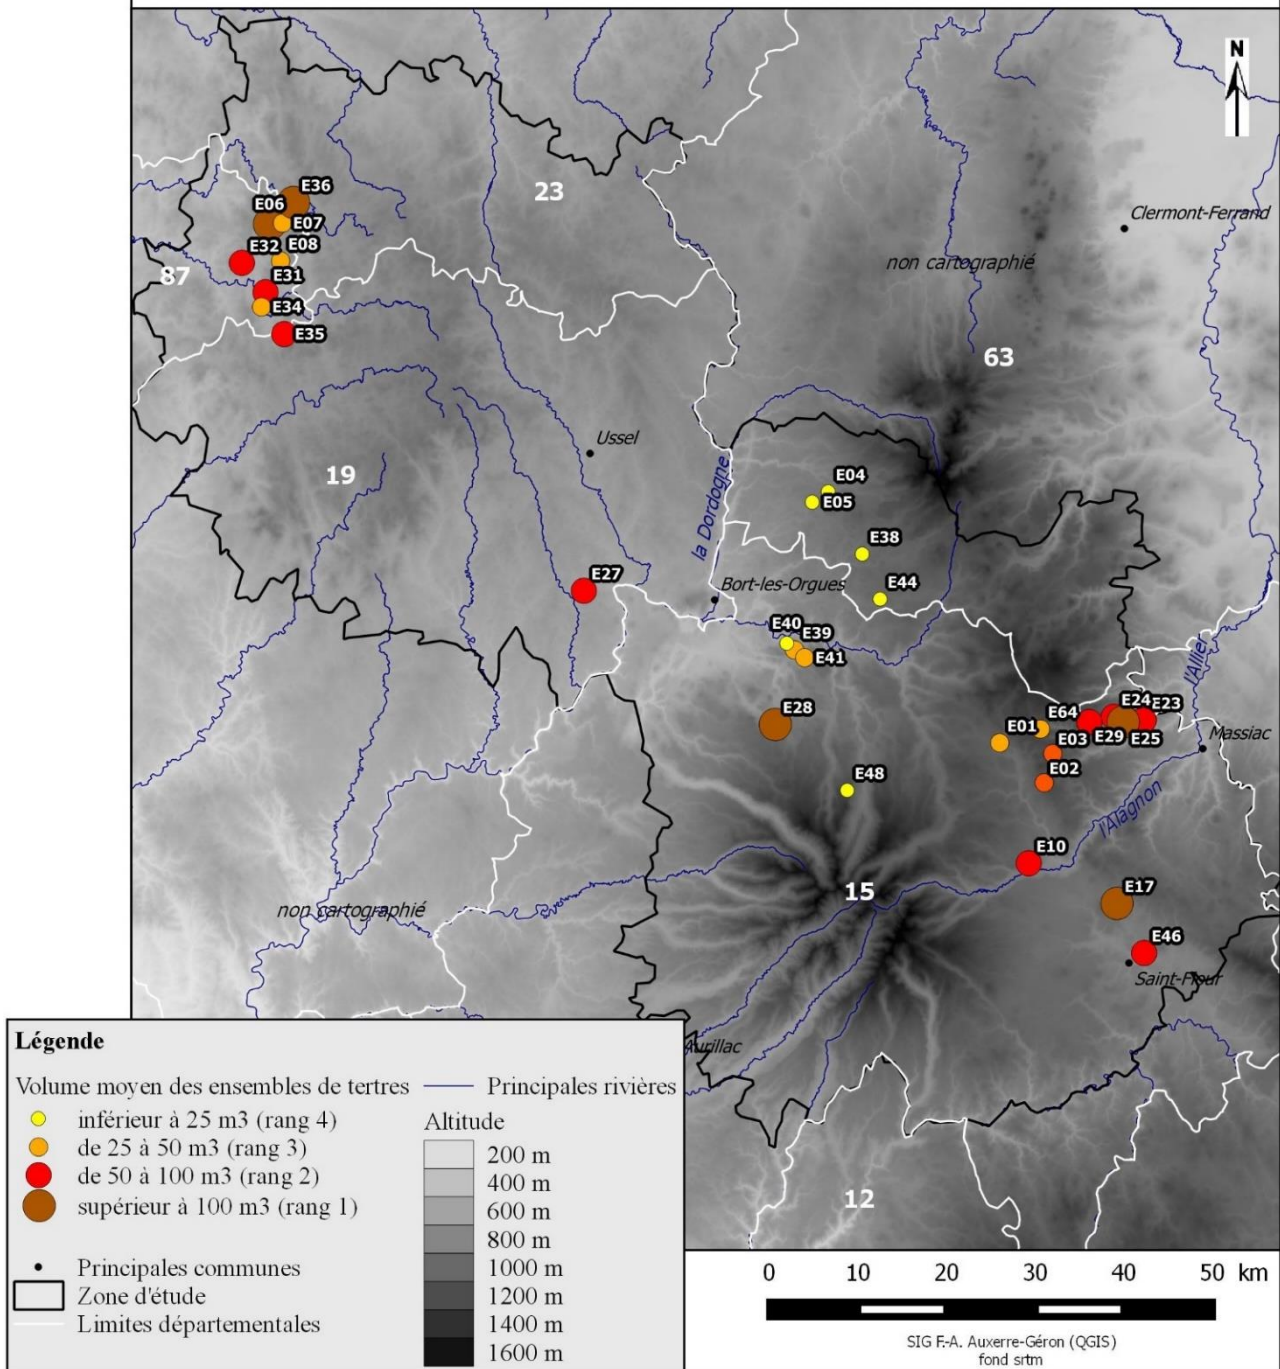 N
23
Clermont-Ferrand
E36
E06
E07
E32
E08
non cartographié
87
E31
E34
E35
63
Ussel
19
la Dordogne
E04
E05
E38
E27
Bort-les-Orgues
E44
E40
E39
E41
l'Allier
E28
E64
E24
E23
E01
E29
E25
E03
Massiac
E02
E48
l'Alagnon
E10
15
E17
non cartographié
E46
Saint-Flour
Aurillac
12
Légende
Volume moyen des ensembles de tertres
inférieur à 25 m3 (rang 4)
de 25 à 50 m3 (rang 3)
de 50 à 100 m3 (rang 2)
supérieur à 100 m3 (rang 1)
Principales communes
Zone d'étude
Limites départementales
Principales rivières
Altitude
200 m
400 m
600 m
800 m
1000 m
1200 m
1400 m
1600 m
0 10 20 30 40 50 km
SIG F.-A. Auxerre-Géron (QGIS)
fond srtm